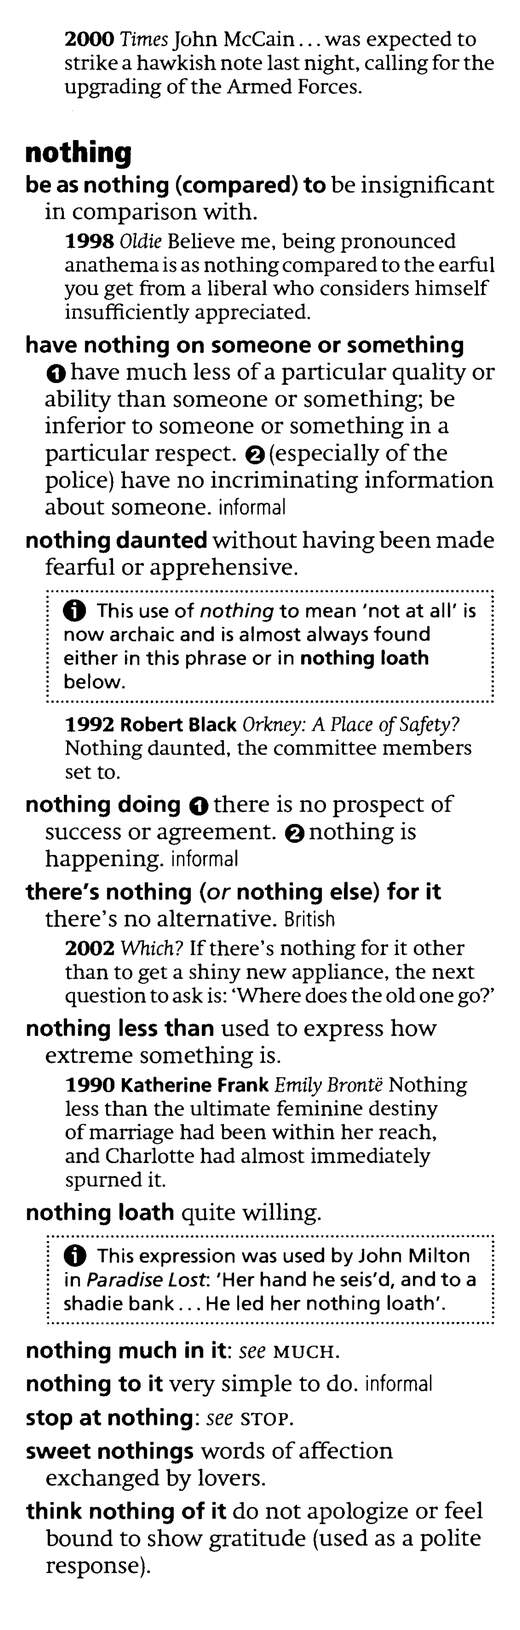 2000 Times John McCain ... was expected to
strike a hawkish note last night, calling for the
upgrading of the Armed Forces.
nothing
be as nothing (compared) to be insignificant
in comparison with.
1998 Oldie Believe me, being pronounced
anathema is as nothing compared to the earful
you get from a liberal who considers himself
insufficiently appreciated.
have nothing on someone or something
❶ have much less of a particular quality or
ability than someone or something; be
inferior to someone or something in a
particular respect. ❷ (especially of the
police) have no incriminating information
about someone. informal
nothing daunted without having been made
fearful or apprehensive.
ⓘ This use of nothing to mean 'not at all' is
now archaic and is almost always found
either in this phrase or in nothing loath
below.
1992 Robert Black Orkney: A Place of Safety?
Nothing daunted, the committee members
set to.
nothing doing ❶ there is no prospect of
success or agreement. ❷ nothing is
happening. informal
there's nothing (or nothing else) for it
there's no alternative. British
2002 Which? If there's nothing for it other
than to get a shiny new appliance, the next
question to ask is: 'Where does the old one go?'
nothing less than used to express how
extreme something is.
1990 Katherine Frank Emily Brontë Nothing
less than the ultimate feminine destiny
of marriage had been within her reach,
and Charlotte had almost immediately
spurned it.
nothing loath quite willing.
ⓘ This expression was used by John Milton
in Paradise Lost: 'Her hand he seis'd, and to a
shadie bank ... He led her nothing loath'.
nothing much in it: see MUCH.
nothing to it very simple to do. informal
stop at nothing: see STOP.
sweet nothings words of affection
exchanged by lovers.
think nothing of it do not apologize or feel
bound to show gratitude (used as a polite
response).